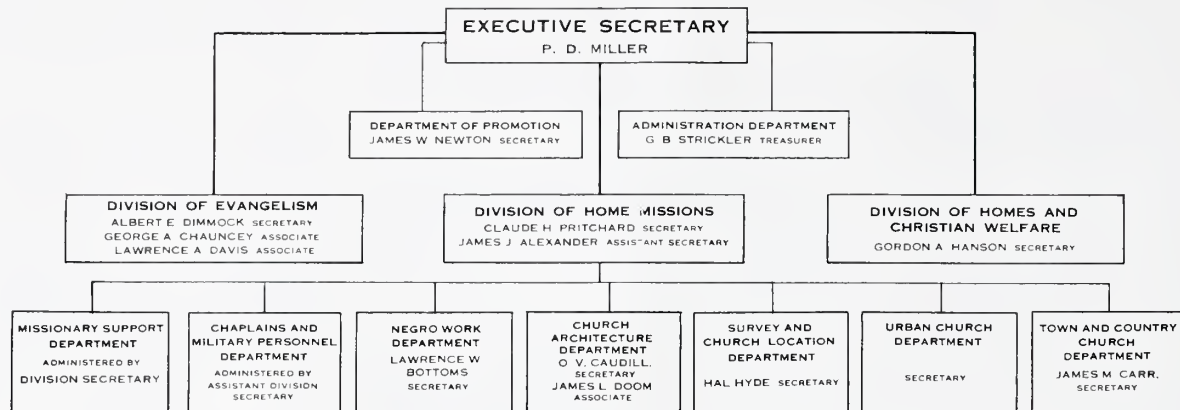 EXECUTIVE SECRETARY
P. D. MILLER
DEPARTMENT OF PROMOTION
JAMES W NEWTON SECRETARY
ADMINISTRATION DEPARTMENT
G B STRICKLER TREASURER
DIVISION OF EVANGELISM
ALBERT E DIMMOCK SECRETARY
GEORGE A CHAUNCEY ASSOCIATE
LAWRENCE A DAVIS ASSOCIATE
DIVISION OF HOME MISSIONS
CLAUDE H PRITCHARD SECRETARY
JAMES J ALEXANDER ASSISTANT SECRETARY
DIVISION OF HOMES AND
CHRISTIAN WELFARE
GORDON A HANSON SECRETARY
MISSIONARY SUPPORT
DEPARTMENT
ADMINISTERED BY
DIVISION SECRETARY
CHAPLAINS AND
MILITARY PERSONNEL
DEPARTMENT
ADMINISTERED BY
ASSISTANT DIVISION
SECRETARY
NEGRO WORK
DEPARTMENT
LAWRENCE W
BOTTOMS
SECRETARY
CHURCH
ARCHITECTURE
DEPARTMENT
O V. CAUDILL,
SECRETARY
JAMES L DOOM
ASSOCIATE
SURVEY AND
CHURCH LOCATION
DEPARTMENT
HAL HYDE SECRETARY
URBAN CHURCH
DEPARTMENT
SECRETARY
TOWN AND COUNTRY
CHURCH
DEPARTMENT
JAMES M CARR,
SECRETARY